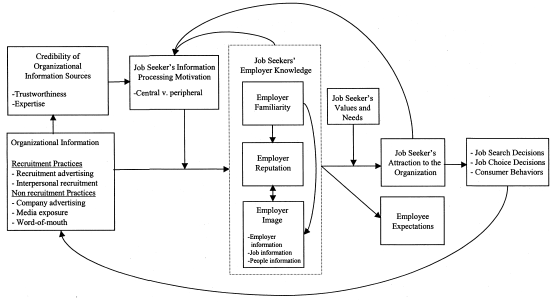 Credibility of
Organizational
Information Sources
-Trustworthiness
-Expertise
Job Seeker's Information
Processing Motivation
-Central v. peripheral
Organizational Information
Recruitment Practices
- Recruitment advertising
- Interpersonal recruitment
Non recruitment Practices
- Company advertising
- Media exposure
- Word-of-mouth
Job Seekers'
Employer Knowledge
Employer
Familiarity
Employer
Reputation
Employer
Image
-Employer
information
-Job information
-People information
Job Seeker's
Values and
Needs
Job Seeker's
Attraction to the
Organization
Employee
Expectations
- Job Search Decisions
- Job Choice Decisions
- Consumer Behaviors